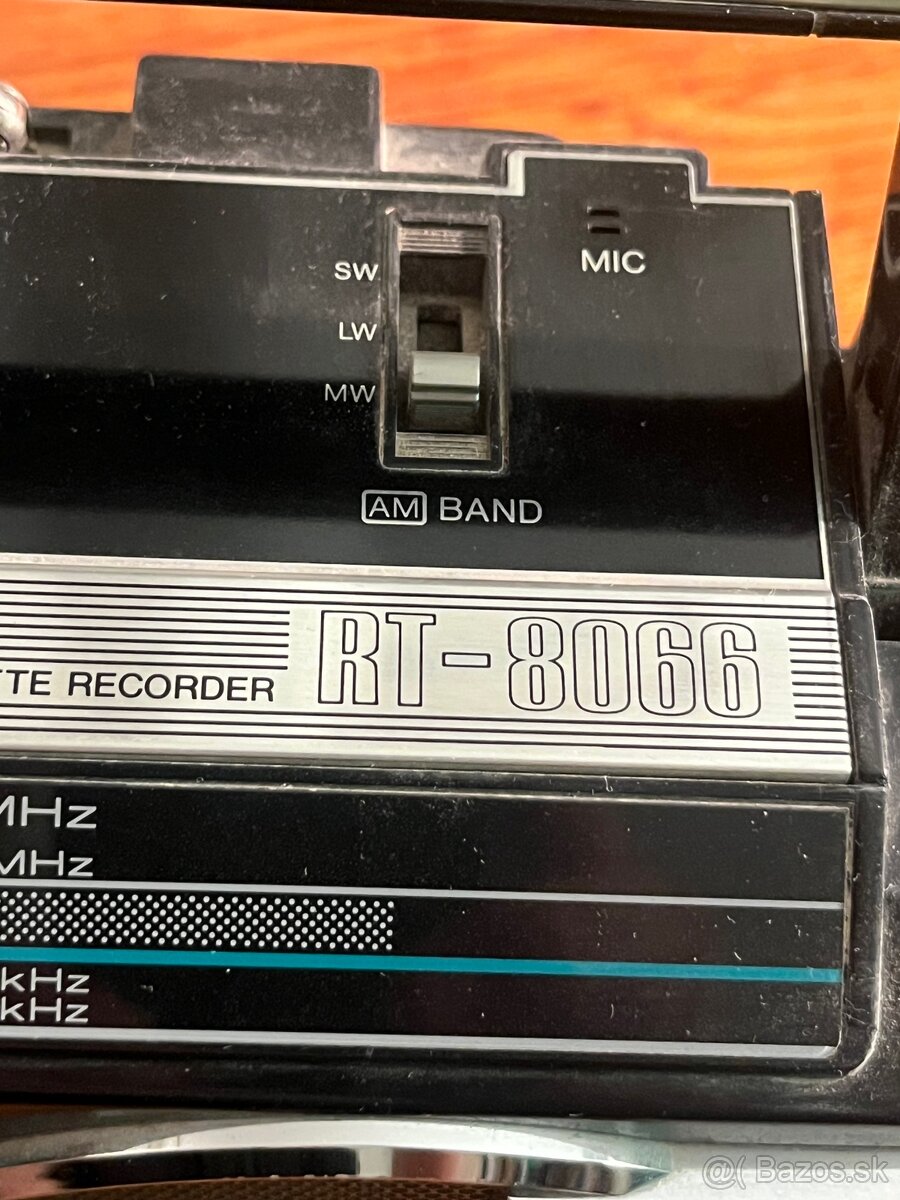 SW
MIC
LW
MW
AM BAND
TTE RECORDER RT-8066
MHz
MHz
kHz
kHz
@( Bazos.sk